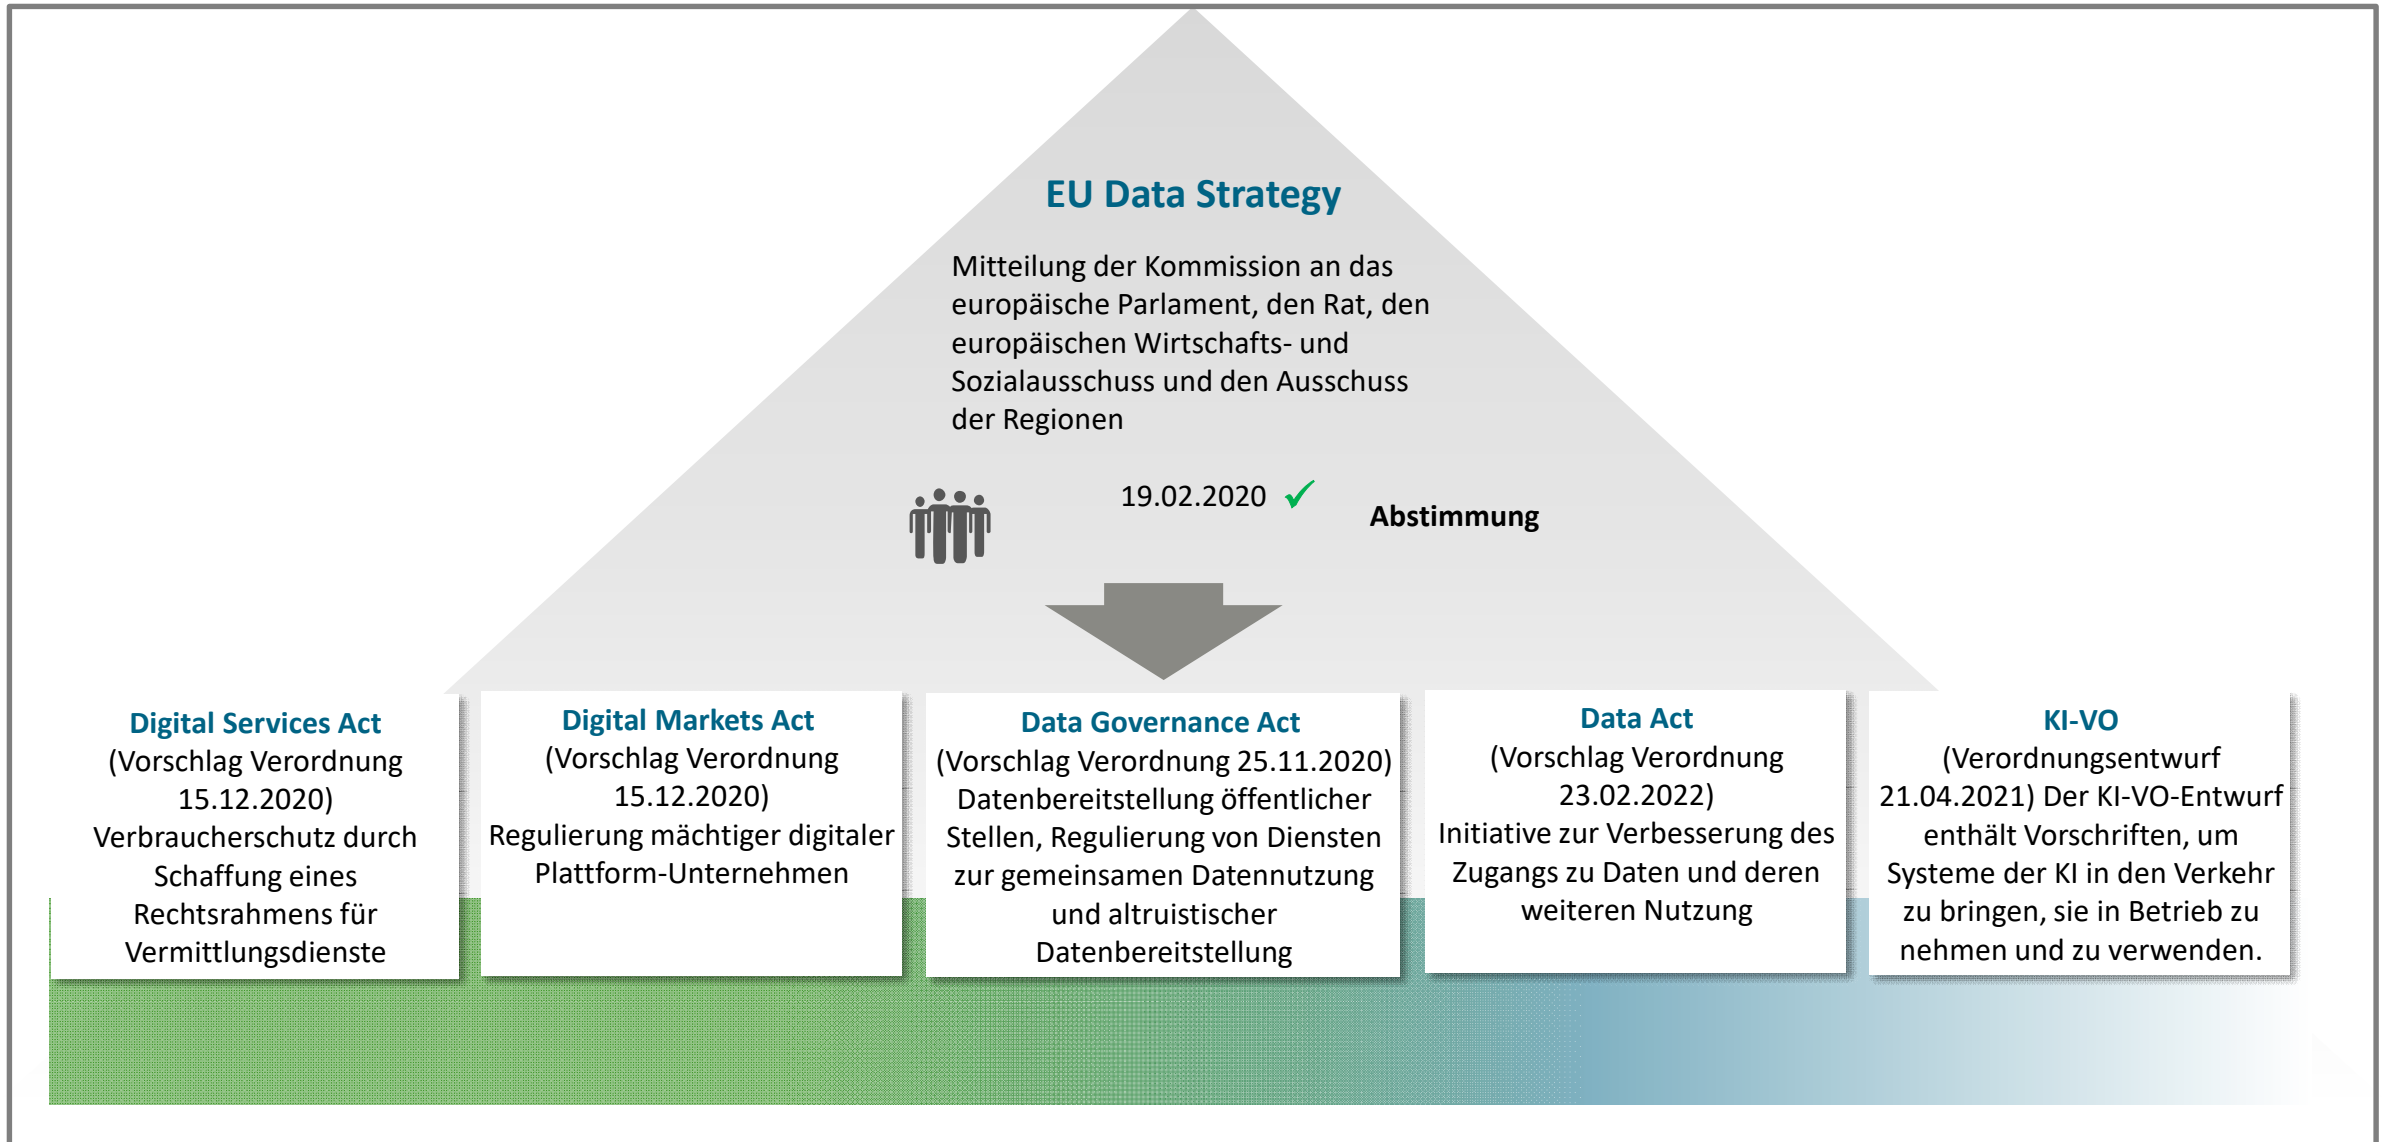 EU Data Strategy
Mitteilung der Kommission an das
europäische Parlament, den Rat, den
europäischen Wirtschafts- und
Sozialausschuss und den Ausschuss
der Regionen
19.02.2020 ✓
Abstimmung
Digital Services Act
(Vorschlag Verordnung
15.12.2020)
Verbraucherschutz durch
Schaffung eines
Rechtsrahmens für
Vermittlungsdienste
Digital Markets Act
(Vorschlag Verordnung
15.12.2020)
Regulierung mächtiger digitaler
Plattform-Unternehmen
Data Governance Act
(Vorschlag Verordnung 25.11.2020)
Datenbereitstellung öffentlicher
Stellen, Regulierung von Diensten
zur gemeinsamen Datennutzung
und altruistischer
Datenbereitstellung
Data Act
(Vorschlag Verordnung
23.02.2022)
Initiative zur Verbesserung des
Zugangs zu Daten und deren
weiteren Nutzung
KI-VO
(Verordnungsentwurf
21.04.2021) Der KI-VO-Entwurf
enthält Vorschriften, um
Systeme der KI in den Verkehr
zu bringen, sie in Betrieb zu
nehmen und zu verwenden.